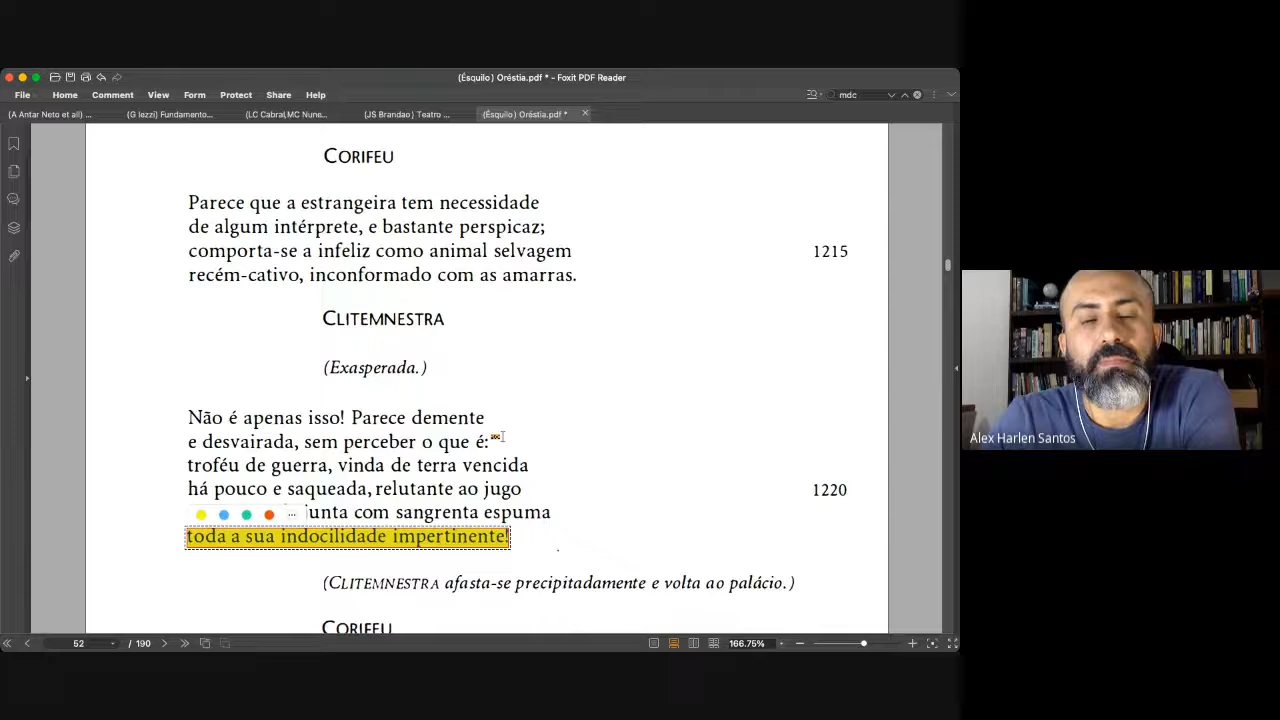 (Ésquilo) Oréstia.pdf * - Foxit PDF Reader
File Home Comment View Form Protect Share Help
mdc
(A Antar Neto et all) ...
(G Iezzi) Fundamento...
(LC Cabral,MC Nune...
(JS Brandao) Teatro ...
(Ésquilo) Oréstia.pdf *
CORIFEU
Parece que a estrangeira tem necessidade
de algum intérprete, e bastante perspicaz;
comporta-se a infeliz como animal selvagem 1215
recém-cativo, inconformado com as amarras.
CLITEMNESTRA
(Exasperada.)
Não é apenas isso! Parece demente
e desvairada, sem perceber o que é:
troféu de guerra, vinda de terra vencida
há pouco e saqueada, relutante ao jugo 1220
junta com sangrenta espuma
toda a sua indocilidade impertinente!
(CLITEMNESTRA afasta-se precipitadamente e volta ao palácio.)
CORIFEU
52 / 190
166.75%
Alex Harlen Santos